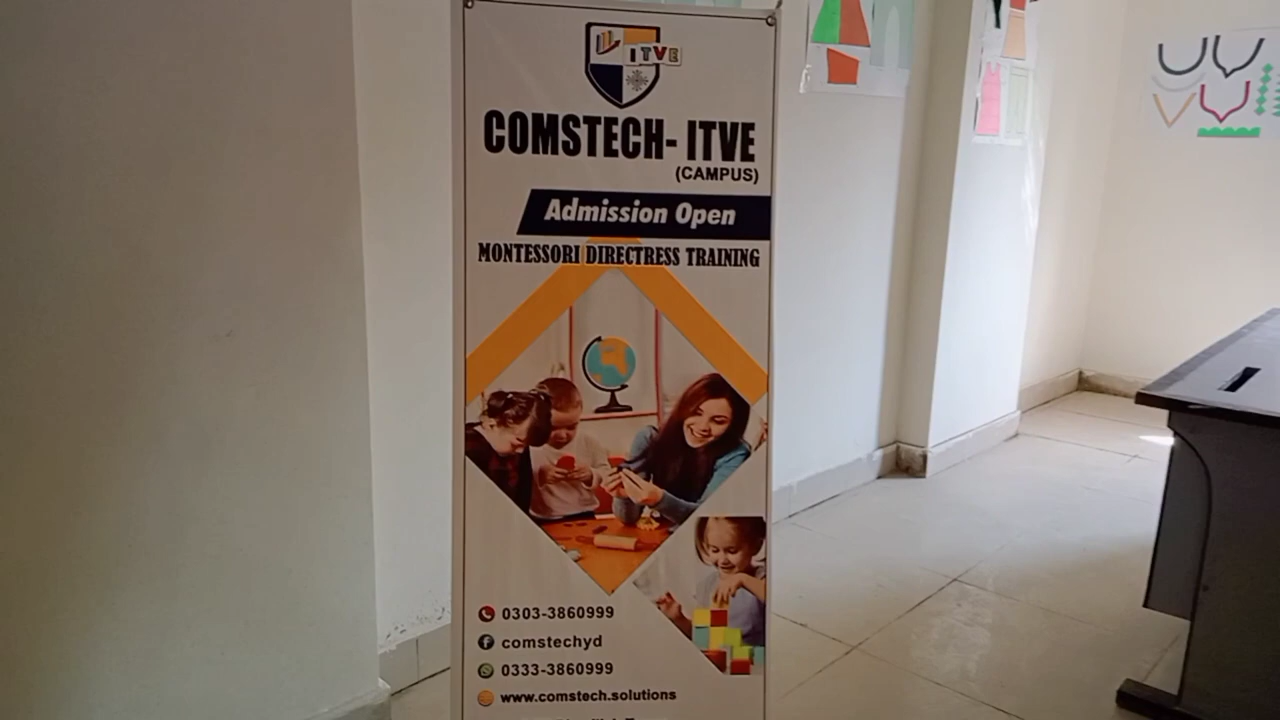 ITVE
COMSTECH- ITVE
(CAMPUS)
Admission Open
MONTESSORI DIRECTRESS TRAINING
0303-3860999
comstechyd
0333-3860999
www.comstech.solutions